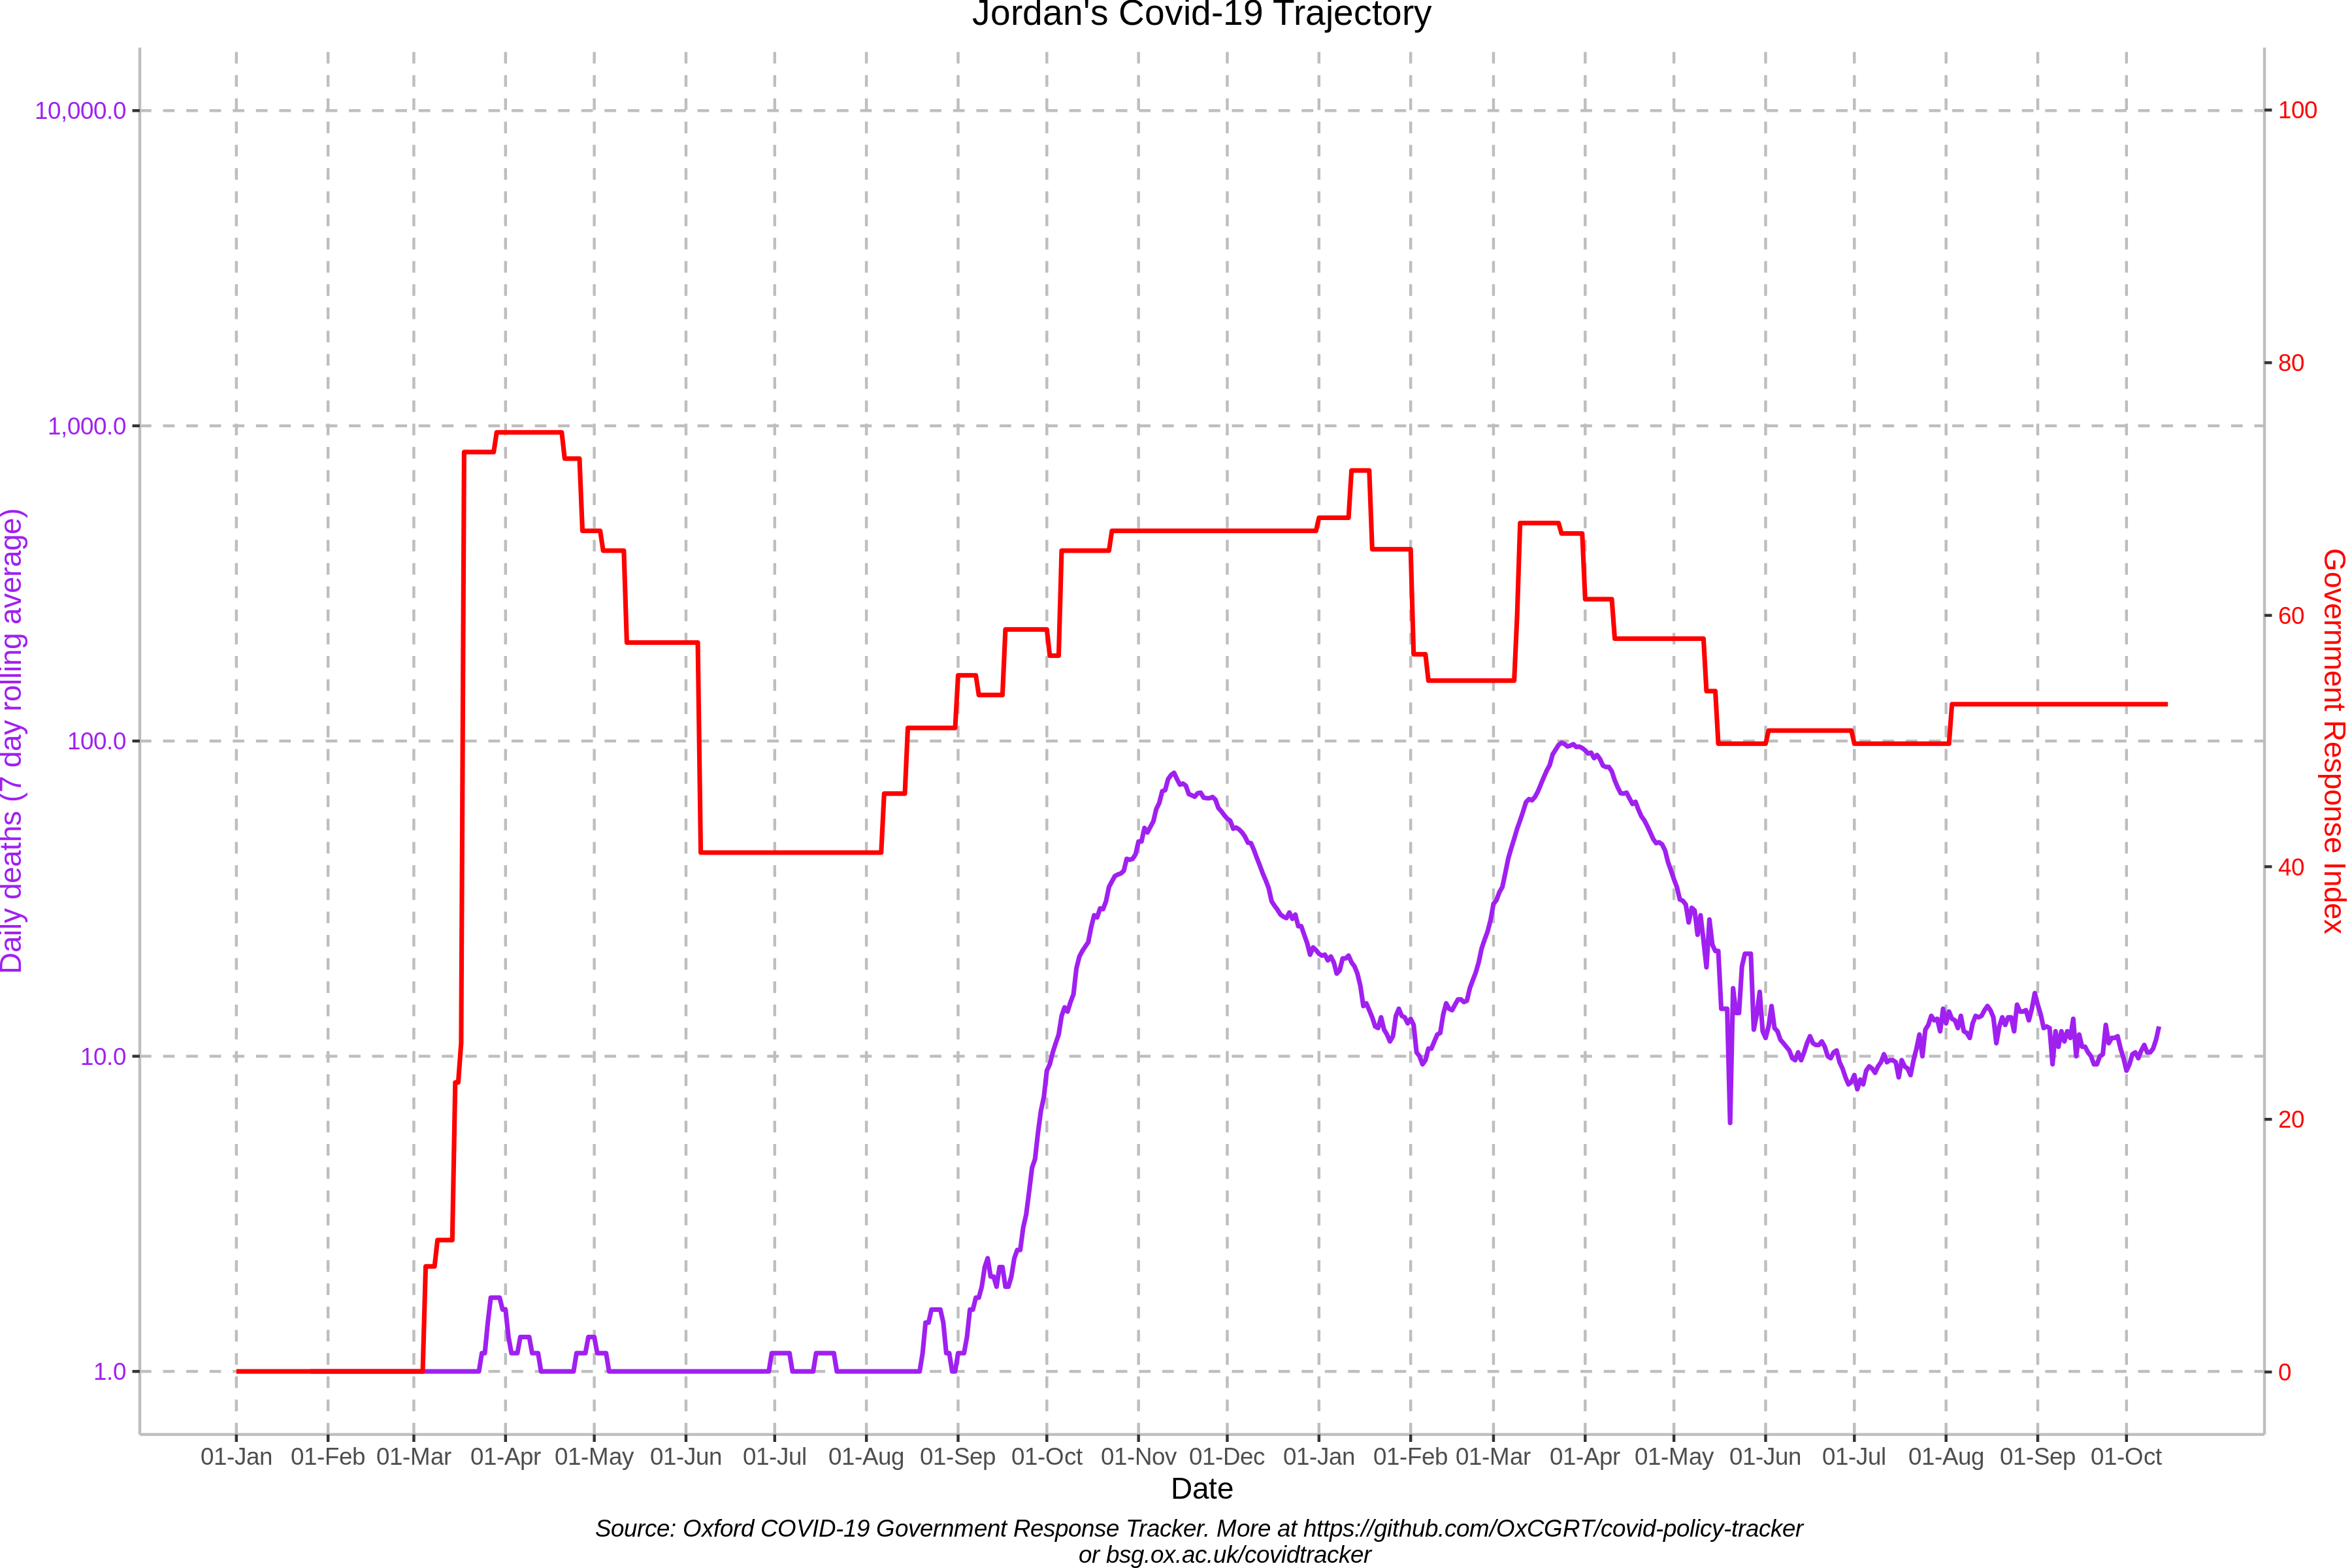 Jordan's Covid-19 Trajectory
10,000.0
1,000.0
100.0
10.0
1.0
Daily deaths (7 day rolling average)
100
80
60
40
20
0
Government Response Index
01-Jan 01-Feb 01-Mar 01-Apr 01-May 01-Jun 01-Jul 01-Aug 01-Sep 01-Oct 01-Nov 01-Dec 01-Jan 01-Feb 01-Mar 01-Apr 01-May 01-Jun 01-Jul 01-Aug 01-Sep 01-Oct
Date
Source: Oxford COVID-19 Government Response Tracker. More at https://github.com/OxCGRT/covid-policy-tracker
or bsg.ox.ac.uk/covidtracker